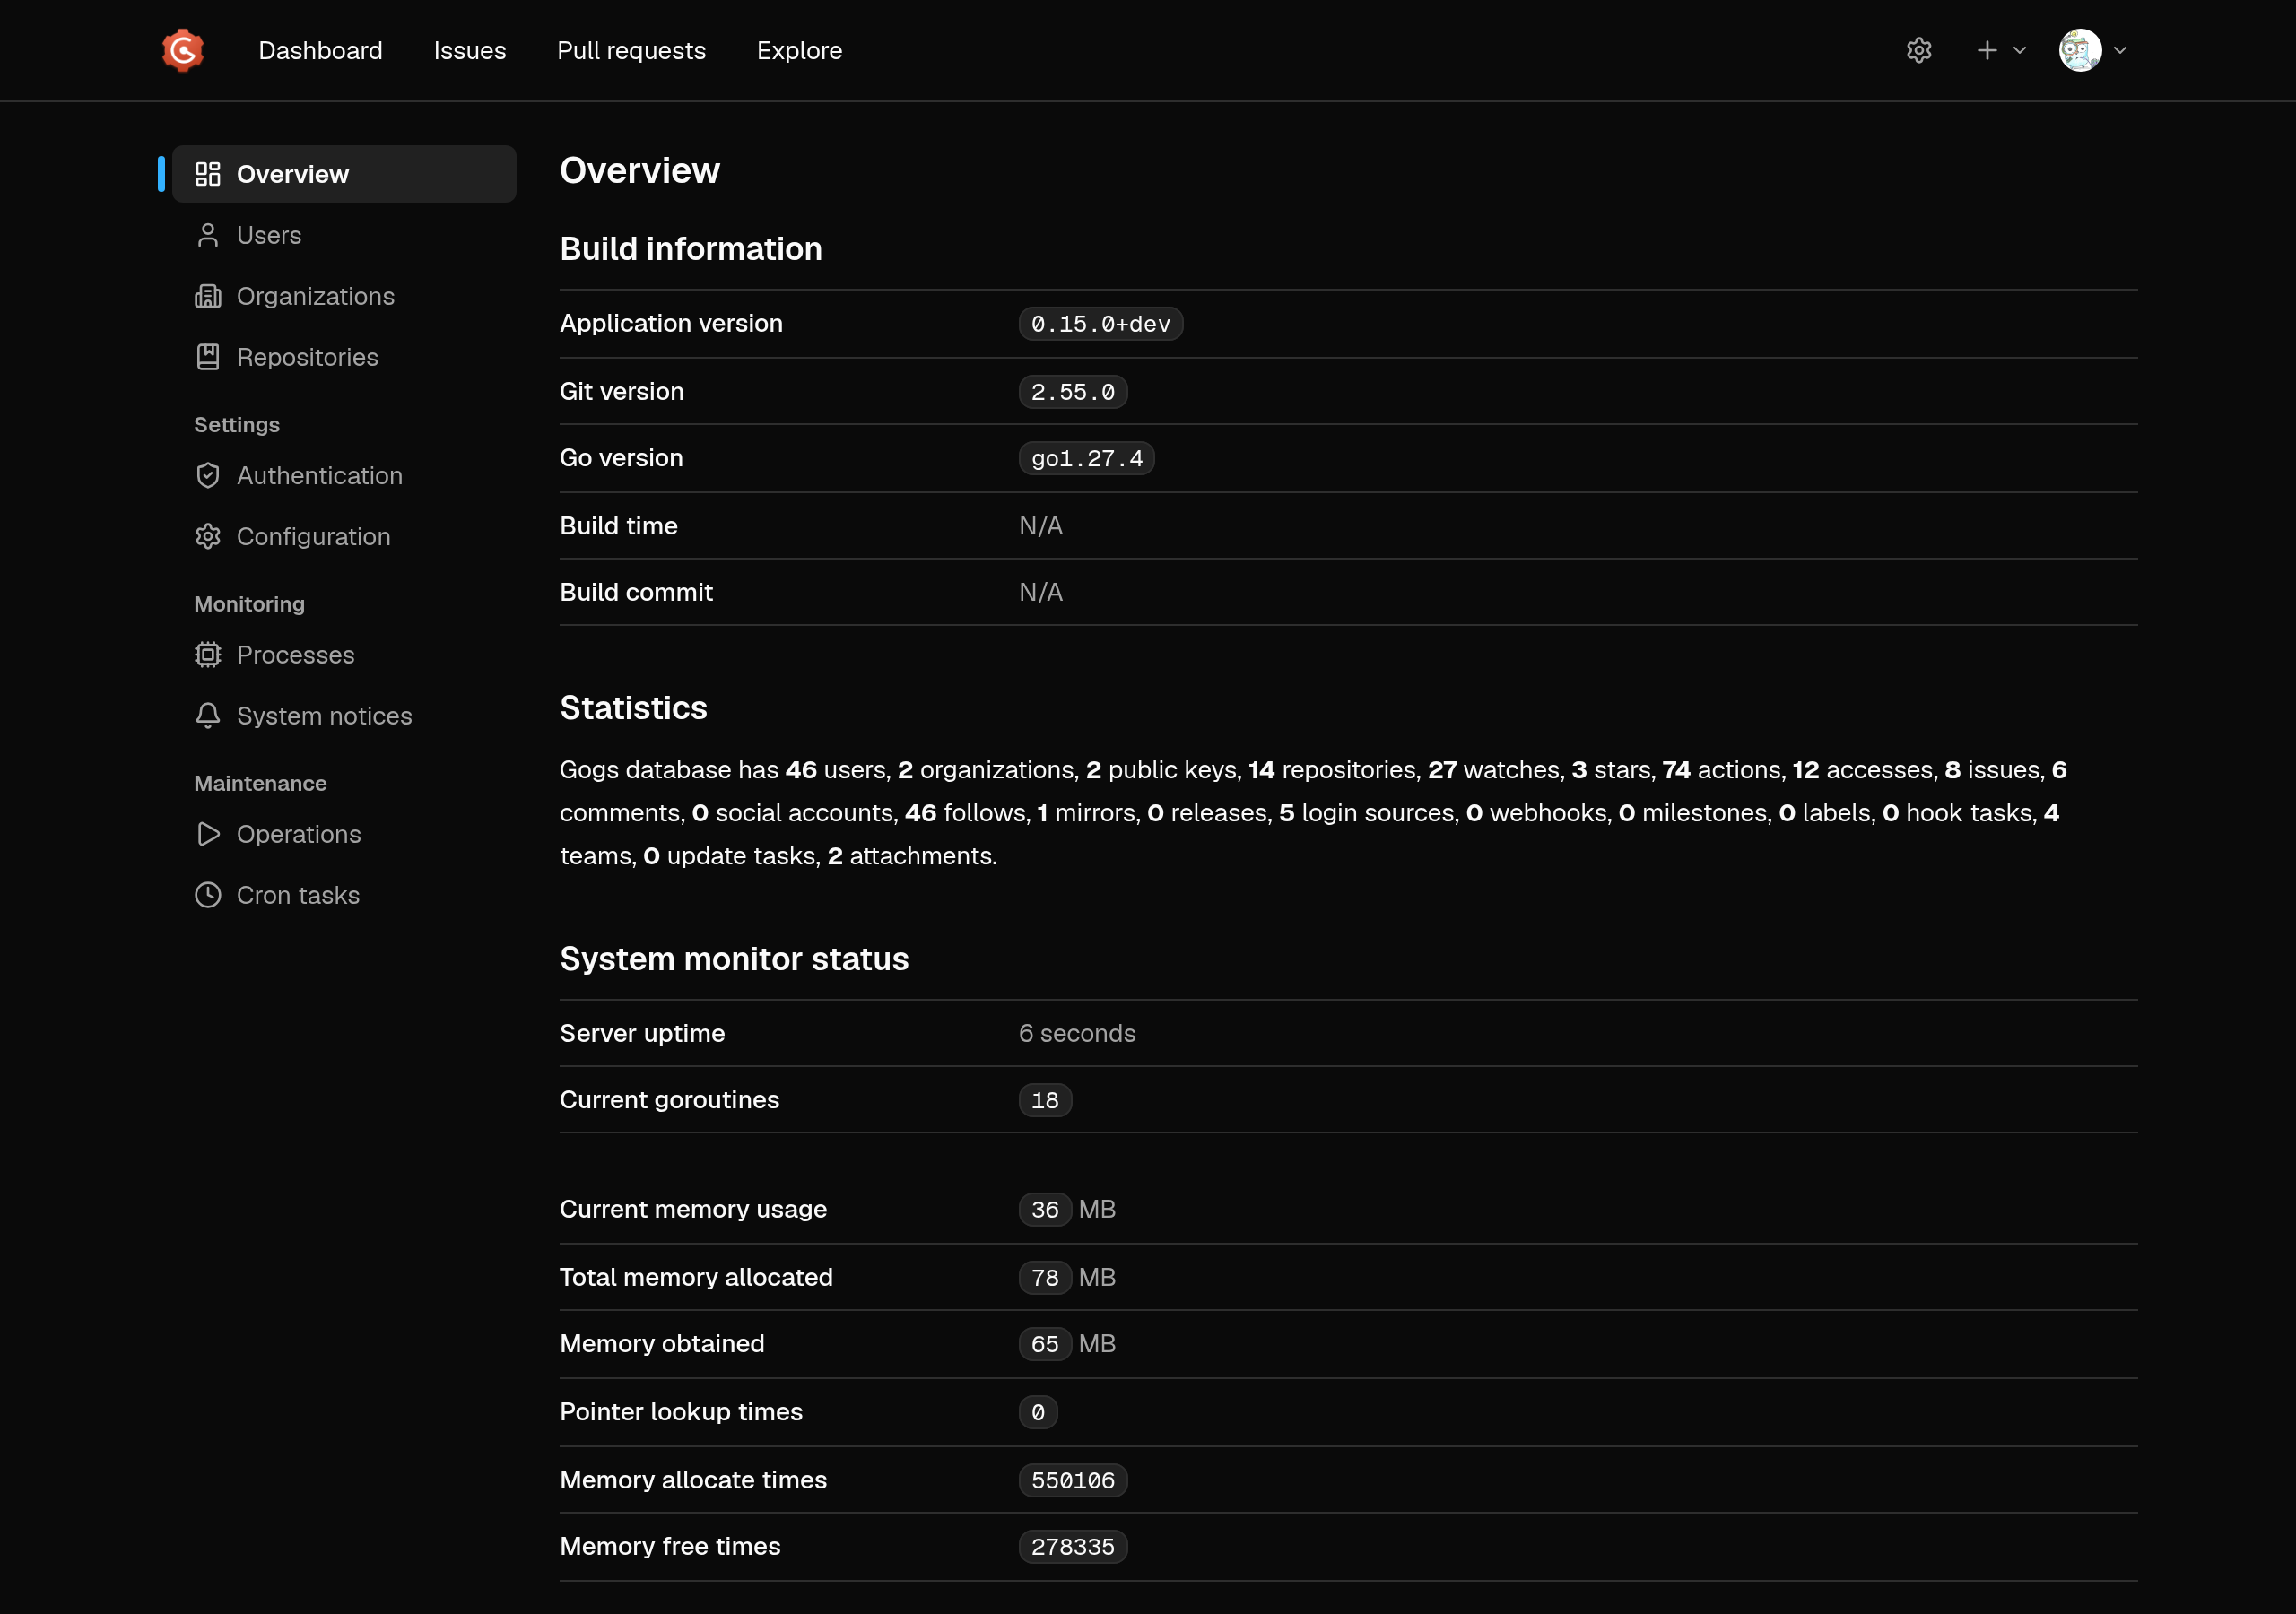 Dashboard Issues Pull requests Explore
Overview
Users
Organizations
Repositories
Settings
Authentication
Configuration
Monitoring
Processes
System notices
Maintenance
Operations
Cron tasks
Overview
Build information
Application version 0.15.0+dev
Git version 2.55.0
Go version go1.27.4
Build time N/A
Build commit N/A
Statistics
Gogs database has 46 users, 2 organizations, 2 public keys, 14 repositories, 27 watches, 3 stars, 74 actions, 12 accesses, 8 issues, 6
comments, 0 social accounts, 46 follows, 1 mirrors, 0 releases, 5 login sources, 0 webhooks, 0 milestones, 0 labels, 0 hook tasks, 4
teams, 0 update tasks, 2 attachments.
System monitor status
Server uptime 6 seconds
Current goroutines 18
Current memory usage 36 MB
Total memory allocated 78 MB
Memory obtained 65 MB
Pointer lookup times 0
Memory allocate times 550106
Memory free times 278335